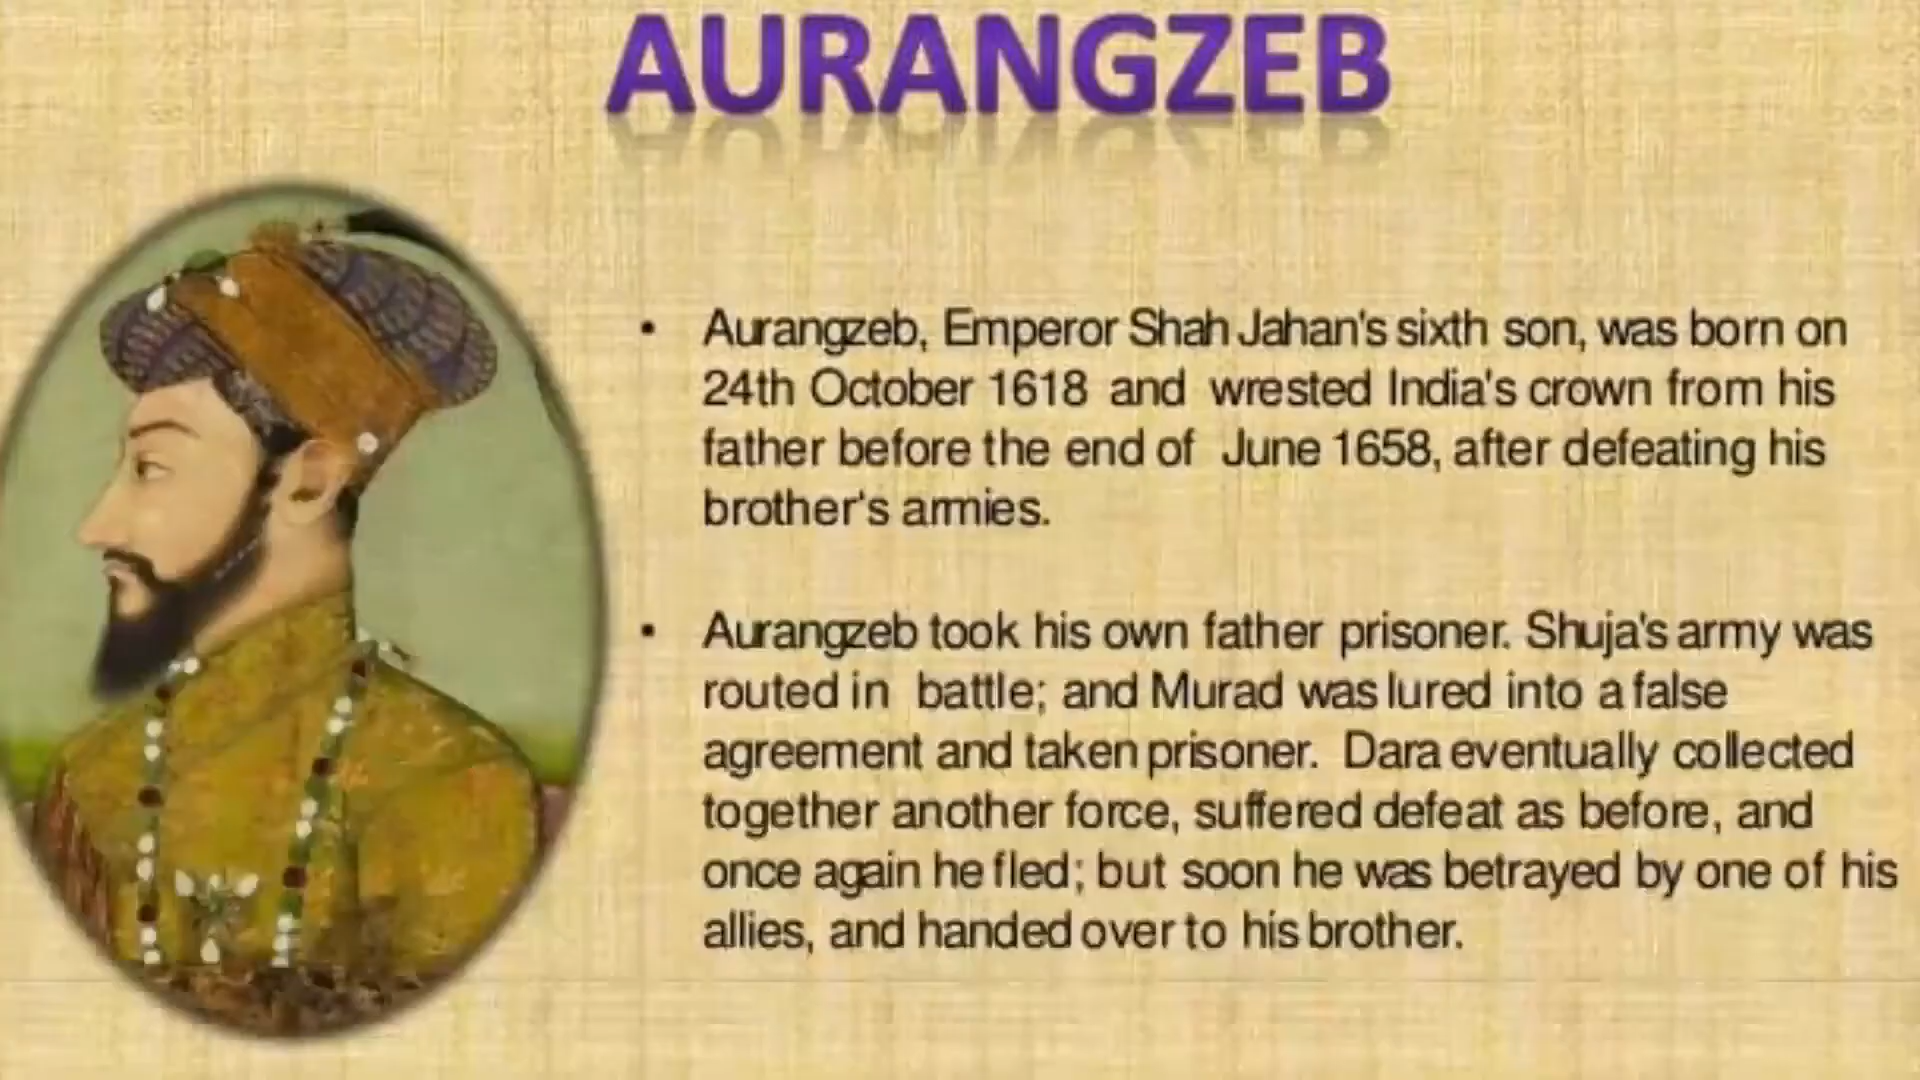 AURANGZEB
• Aurangzeb, Emperor Shah Jahan's sixth son, was born on
24th October 1618 and wrested India's crown from his
father before the end of June 1658, after defeating his
brother's armies.
• Aurangzeb took his own father prisoner. Shuja's army was
routed in battle; and Murad was lured into a false
agreement and taken prisoner. Dara eventually collected
together another force, suffered defeat as before, and
once again he fled; but soon he was betrayed by one of his
allies, and handed over to his brother.